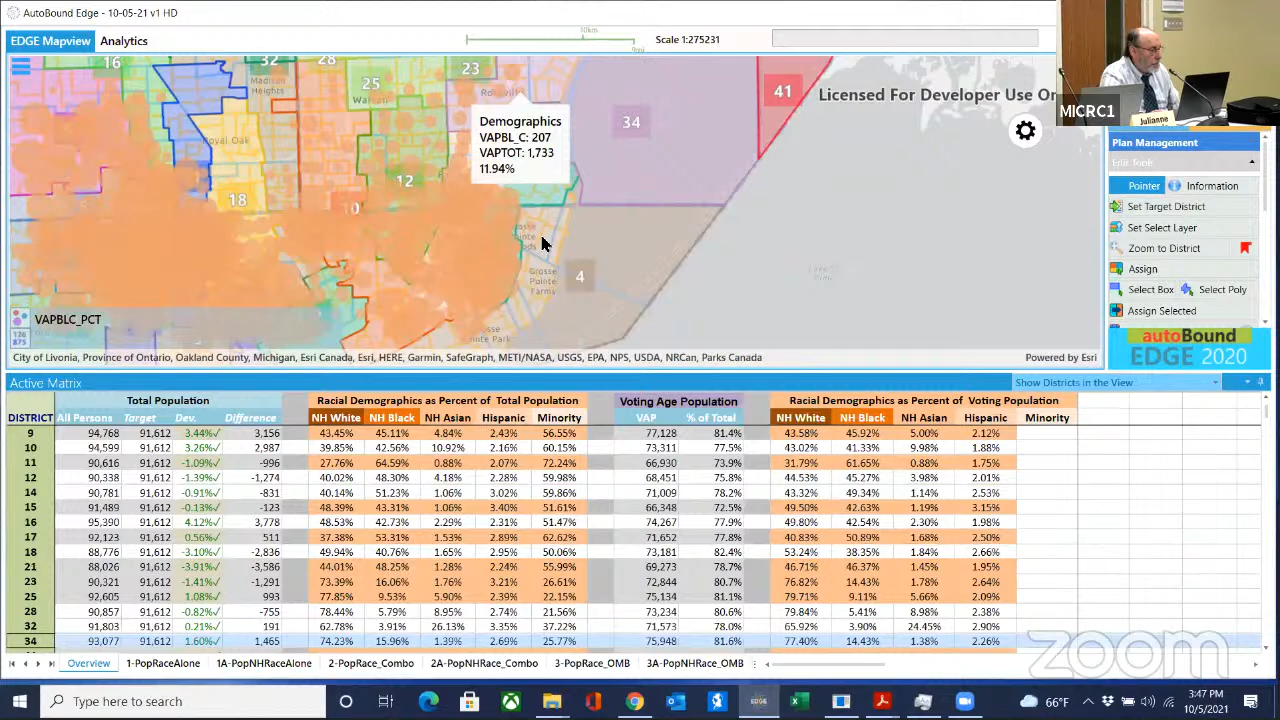 AutoBound Edge - 10-05-21 v1 HD
EDGE Mapview Analytics
10km
9mi
Scale 1:275231
MICRC1
Julianne
16 32 28 23
Madison
Heights
25
Warren
34
41
Licensed For Developer Use On
Demographics
VAPBL_C: 207
VAPTOT: 1,733
11.94%
Royal Oak
12
18
10
Grosse
Pointe
Farms
4
VAPBLC_PCT
City of Livonia, Province of Ontario, Oakland County, Michigan, Esri Canada, Esri, HERE, Garmin, SafeGraph, METI/NASA, USGS, EPA, NPS, USDA, NRCan, Parks Canada
Powered by Esri
Plan Management
Edit Tools
Pointer Information
Set Target District
Set Select Layer
Zoom to District
Assign
Select Box Select Poly
Assign Selected
autoBound
EDGE 2020
Active Matrix
Show Districts in the View
Total Population Racial Demographics as Percent of Total Population Voting Age Population Racial Demographics as Percent of Voting Population
DISTRICT All Persons Target Dev. Difference NH White NH Black NH Asian Hispanic Minority VAP % of Total NH White NH Black NH Asian Hispanic Minority
9 94,768 91,612 3.44%✓ 3,156 43.45% 45.11% 4.84% 2.43% 56.55% 77,128 81.4% 43.58% 45.92% 5.00% 2.12%
10 94,599 91,612 3.26%✓ 2,987 39.85% 42.56% 10.92% 2.16% 60.15% 73,311 77.5% 43.02% 41.33% 9.98% 1.88%
11 90,616 91,612 -1.09%✓ -996 27.76% 64.59% 0.88% 2.07% 72.24% 66,930 73.9% 31.79% 61.65% 0.88% 1.75%
12 90,338 91,612 -1.39%✓ -1,274 40.02% 48.30% 4.18% 2.28% 59.98% 68,451 75.8% 44.53% 45.27% 3.98% 2.01%
14 90,781 91,612 -0.91%✓ -831 40.14% 51.23% 1.06% 3.02% 59.86% 71,009 78.2% 43.32% 49.34% 1.14% 2.53%
15 91,489 91,612 -0.13%✓ -123 48.39% 43.31% 1.06% 3.40% 51.61% 66,348 72.5% 49.50% 42.63% 1.19% 3.15%
16 95,390 91,612 4.12%✓ 3,778 48.53% 42.73% 2.29% 2.31% 51.47% 74,267 77.9% 49.80% 42.54% 2.30% 1.98%
17 92,123 91,612 0.56%✓ 511 37.38% 53.31% 1.53% 2.89% 62.62% 71,652 77.8% 40.83% 50.89% 1.68% 2.50%
18 88,776 91,612 -3.10%✓ -2,836 49.94% 40.76% 1.65% 2.95% 50.06% 73,181 82.4% 53.24% 38.35% 1.84% 2.66%
21 88,026 91,612 -3.91%✓ -3,586 44.01% 48.25% 1.28% 2.24% 55.99% 69,273 78.7% 46.71% 46.37% 1.45% 1.95%
23 90,321 91,612 -1.41%✓ -1,291 73.39% 16.06% 1.76% 3.21% 26.61% 72,844 80.7% 76.82% 14.43% 1.78% 2.64%
25 92,605 91,612 1.08%✓ 993 77.85% 9.53% 5.90% 2.39% 22.15% 75,134 81.1% 79.71% 9.11% 5.66% 2.09%
28 90,857 91,612 -0.82%✓ -755 78.44% 5.79% 8.95% 2.74% 21.56% 73,234 80.6% 79.84% 5.41% 8.98% 2.38%
32 91,803 91,612 0.21%✓ 191 62.78% 3.91% 26.13% 3.35% 37.22% 71,573 78.0% 65.92% 3.90% 24.45% 2.90%
34 93,077 91,612 1.60%✓ 1,465 74.23% 15.96% 1.39% 2.69% 25.77% 75,948 81.6% 77.40% 14.43% 1.38% 2.26%
Overview 1-PopRaceAlone 1A-PopNHRaceAlone 2-PopRace_Combo 2A-PopNHRace_Combo 3-PopRace_OMB 3A-PopNHRace_OMB
zoom
Type here to search
EDGE
66°F
3:47 PM
10/5/2021